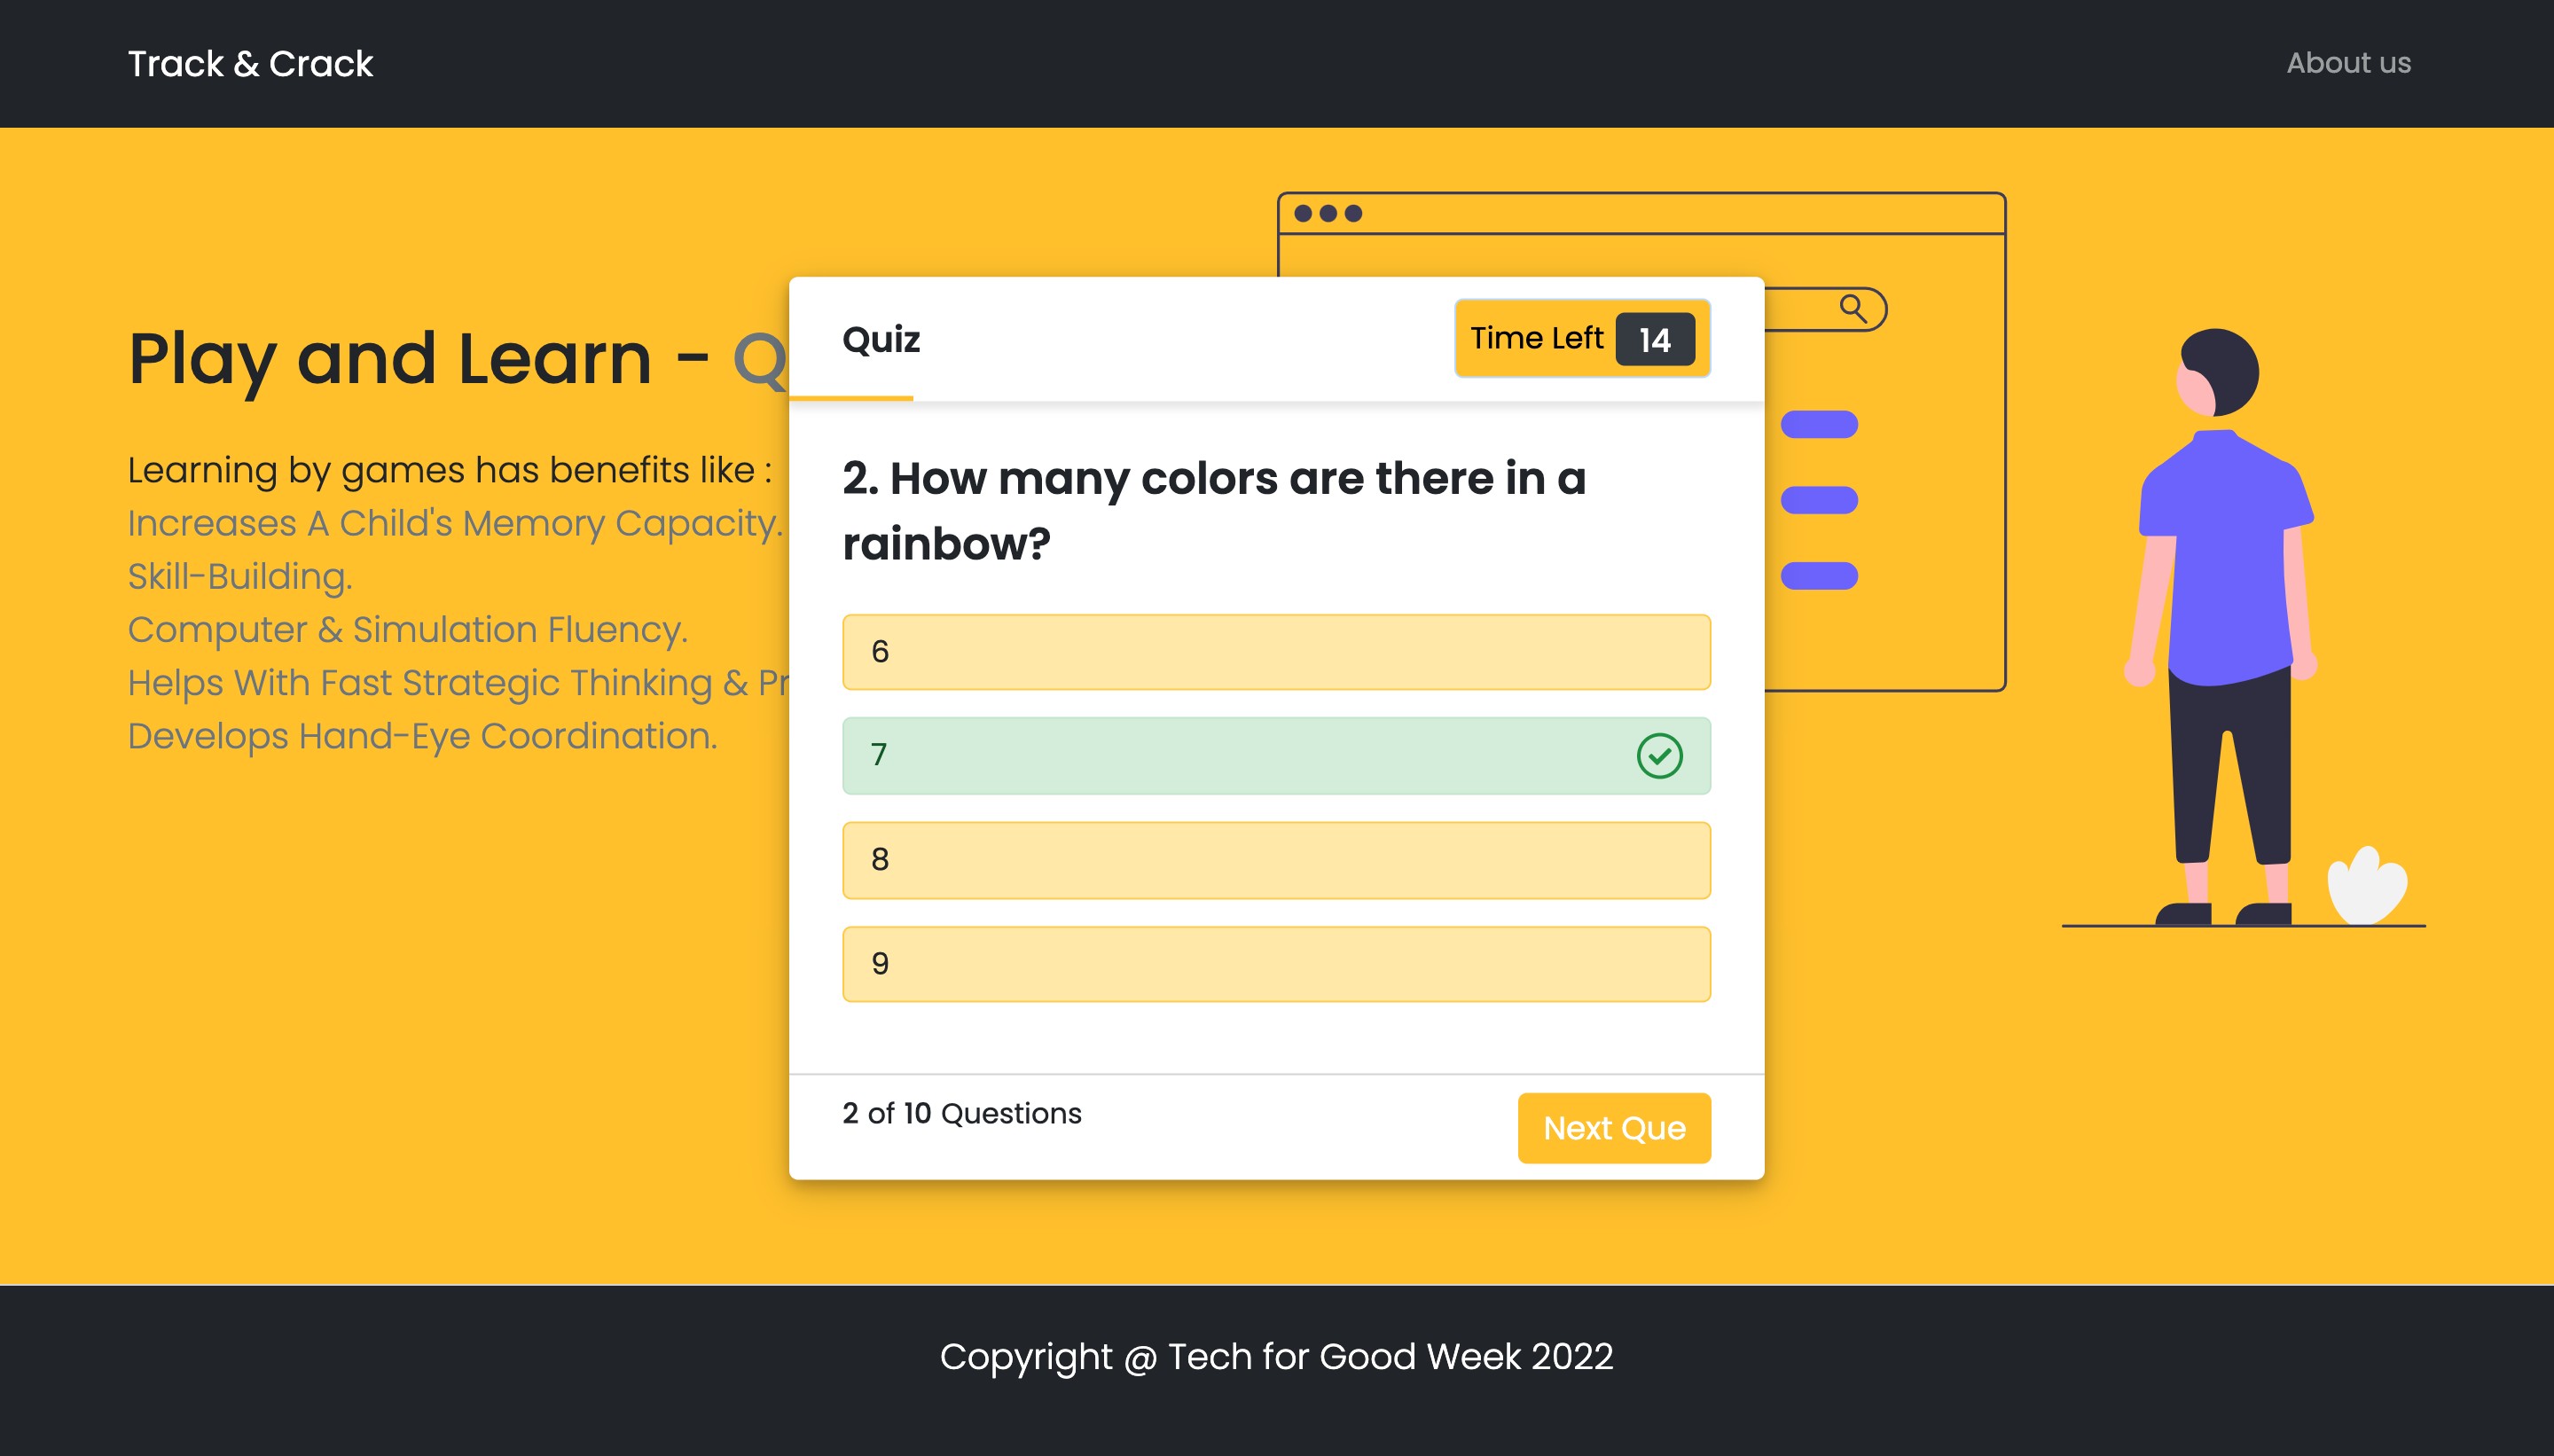 Track & Crack
About us
Play and Learn - Q
Learning by games has benefits like :
Increases A Child's Memory Capacity.
Skill-Building.
Computer & Simulation Fluency.
Helps With Fast Strategic Thinking & Pr
Develops Hand-Eye Coordination.
Quiz
Time Left 14
2. How many colors are there in a
rainbow?
6
7
8
9
2 of 10 Questions
Next Que
Copyright @ Tech for Good Week 2022